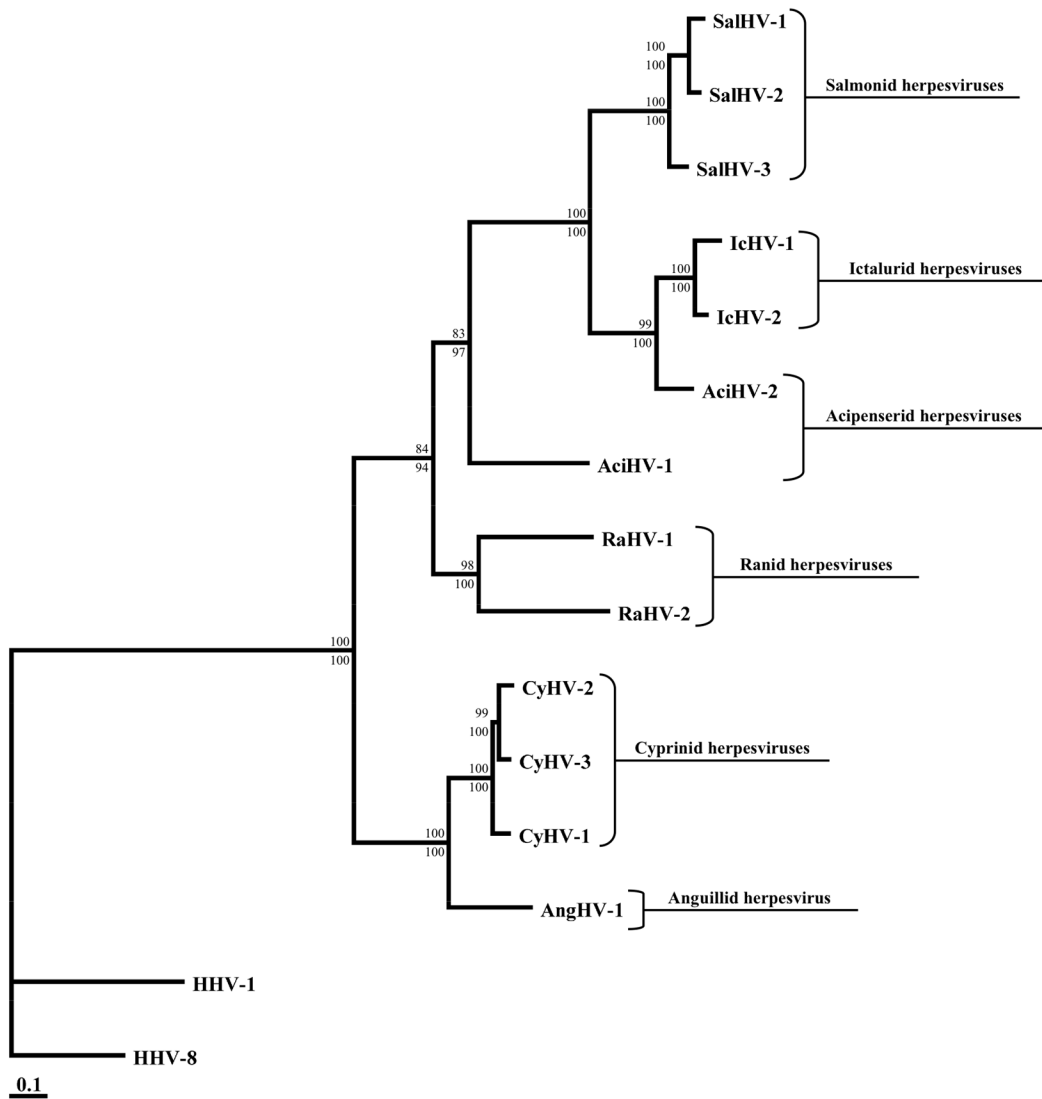 SalHV-1
100
100
Salmonid herpesviruses
SalHV-2
100
100
SalHV-3
100
100
IcHV-1
100
100
Ictalurid herpesviruses
IcHV-2
99
100
83
97
AciHV-2
Acipenserid herpesviruses
84
94
AciHV-1
RaHV-1
98
100
Ranid herpesviruses
RaHV-2
100
100
CyHV-2
99
100
Cyprinid herpesviruses
CyHV-3
100
100
CyHV-1
100
100
Anguillid herpesvirus
AngHV-1
HHV-1
HHV-8
0.1